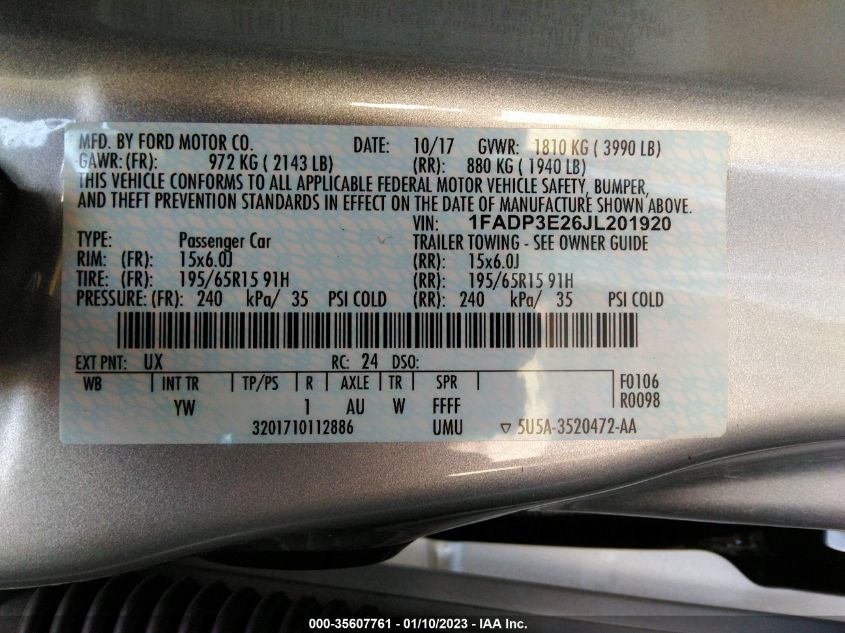 MFD. BY FORD MOTOR CO. DATE: 10/17 GVWR: 1810 KG ( 3990 LB)
GAWR: (FR): 972 KG ( 2143 LB) (RR): 880 KG ( 1940 LB)
THIS VEHICLE CONFORMS TO ALL APPLICABLE FEDERAL MOTOR VEHICLE SAFETY, BUMPER,
AND THEFT PREVENTION STANDARDS IN EFFECT ON THE DATE OF MANUFACTURE SHOWN ABOVE.
VIN: 1FADP3E26JL201920
TYPE: Passenger Car TRAILER TOWING - SEE OWNER GUIDE
RIM: (FR): 15x6.0J (RR): 15x6.0J
TIRE: (FR): 195/65R15 91H (RR): 195/65R15 91H
PRESSURE: (FR): 240 kPa/ 35 PSI COLD (RR): 240 kPa/ 35 PSI COLD
EXT PNT: UX RC: 24 DSO:
WB INT TR TP/PS R AXLE TR SPR F0106
YW 1 AU W FFFF R0098
3201710112886 UMU ▽ 5U5A-3520472-AA
000-35607761 - 01/10/2023 - IAA Inc.